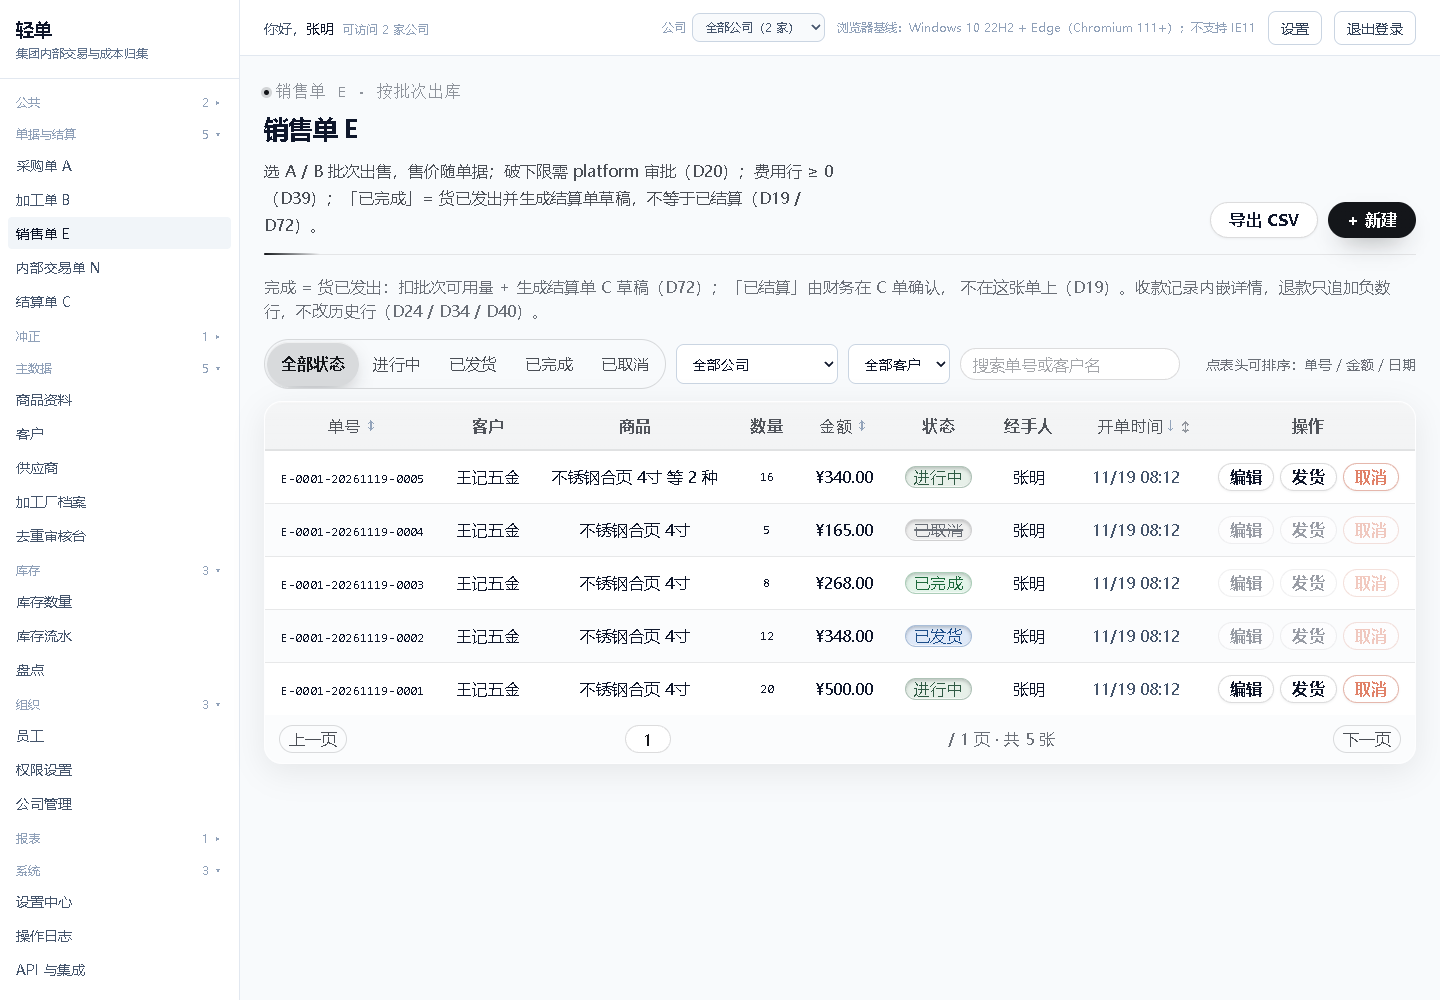 轻单
集团内部交易与成本归集
公共 2
单据与结算 5
采购单 A
加工单 B
销售单 E
内部交易单 N
结算单 C
冲正 1
主数据 5
商品资料
客户
供应商
加工厂档案
去重审核台
库存 3
库存数量
库存流水
盘点
组织 3
员工
权限设置
公司管理
报表 1
系统 3
设置中心
操作日志
API 与集成
你好，张明 可访问 2 家公司
公司 全部公司（2 家） 浏览器基线：Windows 10 22H2 + Edge（Chromium 111+）；不支持 IE11 设置 退出登录
销售单 E - 按批次出库
销售单 E
选 A / B 批次出售，售价随单据；破下限需 platform 审批（D20）；费用行 ≥ 0
（D39）；「已完成」= 货已发出并生成结算单草稿，不等于已结算（D19 /
D72）。
导出 CSV + 新建
完成 = 货已发出：扣批次可用量 + 生成结算单 C 草稿（D72）；「已结算」由财务在 C 单确认， 不在这张单上（D19）。收款记录内嵌详情，退款只追加负数
行，不改历史行（D24 / D34 / D40）。
全部状态 进行中 已发货 已完成 已取消 全部公司 全部客户 搜索单号或客户名 点表头可排序：单号 / 金额 / 日期
单号 ↕ 客户 商品 数量 金额 ↕ 状态 经手人 开单时间 ↓ ↕ 操作
E-0001-20261119-0005 王记五金 不锈钢合页 4寸 等 2 种 16 ¥340.00 进行中 张明 11/19 08:12 编辑 发货 取消
E-0001-20261119-0004 王记五金 不锈钢合页 4寸 5 ¥165.00 已取消 张明 11/19 08:12 编辑 发货 取消
E-0001-20261119-0003 王记五金 不锈钢合页 4寸 8 ¥268.00 已完成 张明 11/19 08:12 编辑 发货 取消
E-0001-20261119-0002 王记五金 不锈钢合页 4寸 12 ¥348.00 已发货 张明 11/19 08:12 编辑 发货 取消
E-0001-20261119-0001 王记五金 不锈钢合页 4寸 20 ¥500.00 进行中 张明 11/19 08:12 编辑 发货 取消
上一页 1 / 1 页 · 共 5 张 下一页